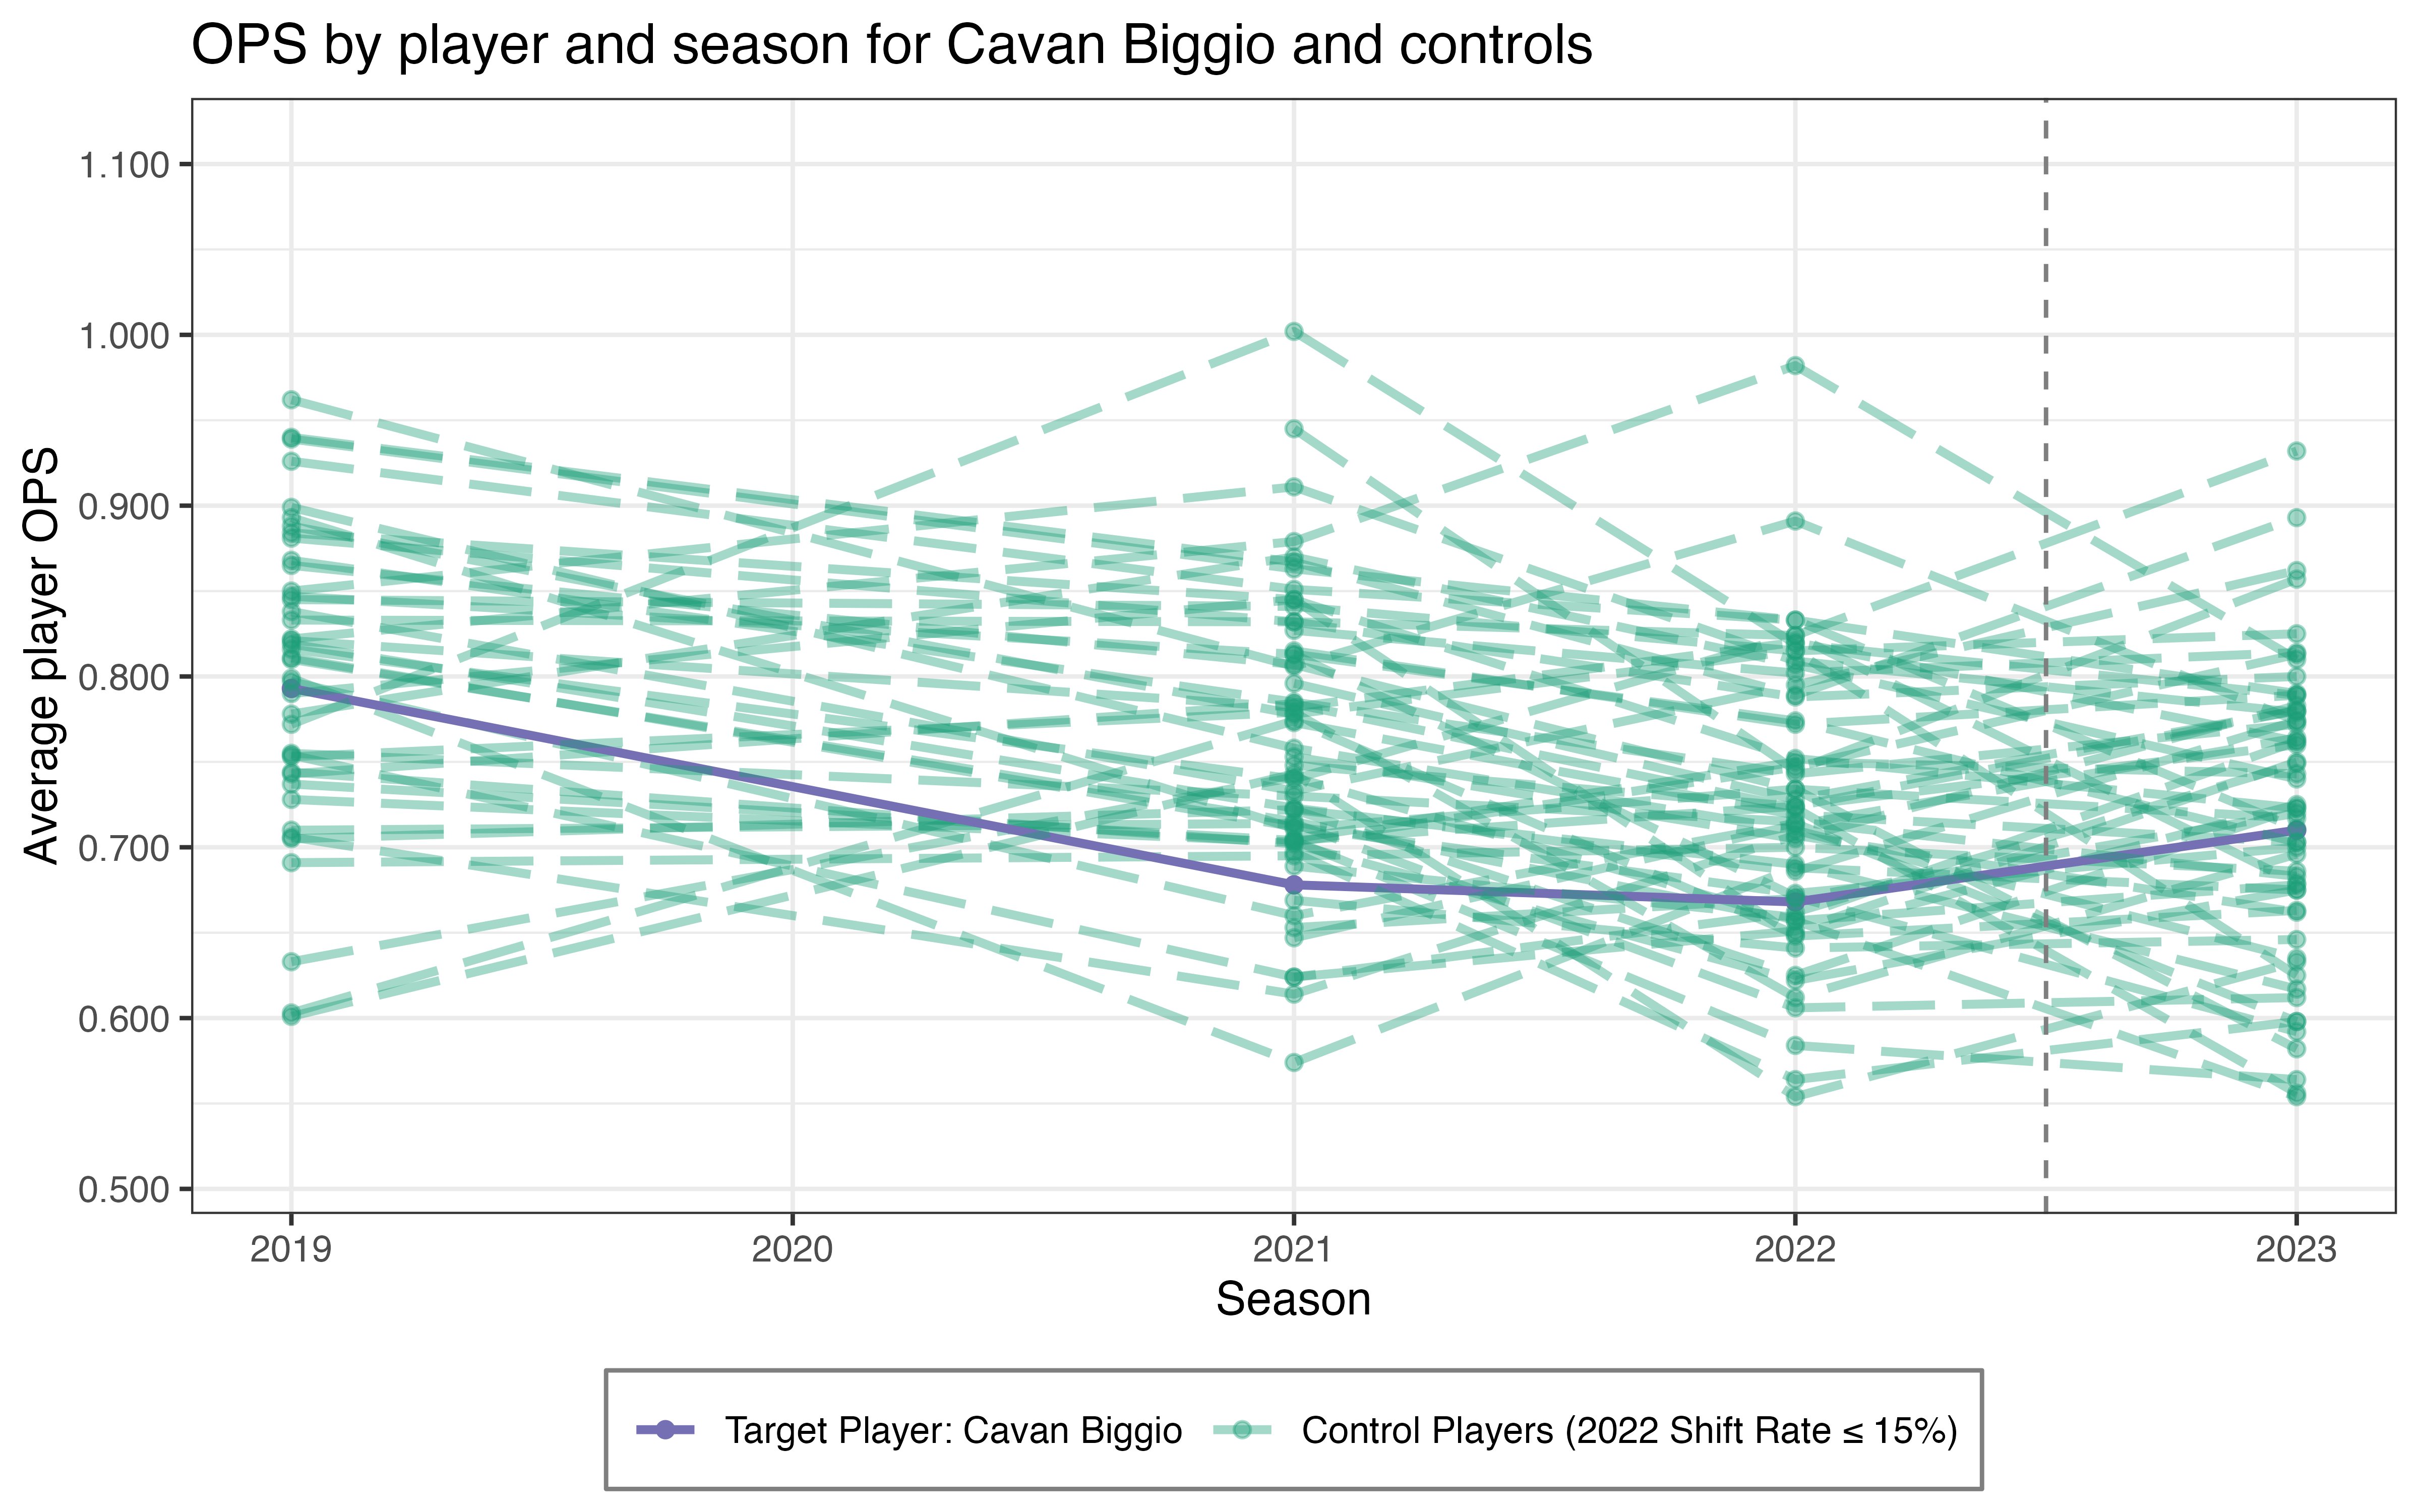 OPS by player and season for Cavan Biggio and controls
Average player OPS
1.100
1.000
0.900
0.800
0.700
0.600
0.500
2019 2020 2021 2022 2023
Season
Target Player: Cavan Biggio Control Players (2022 Shift Rate ≤ 15%)